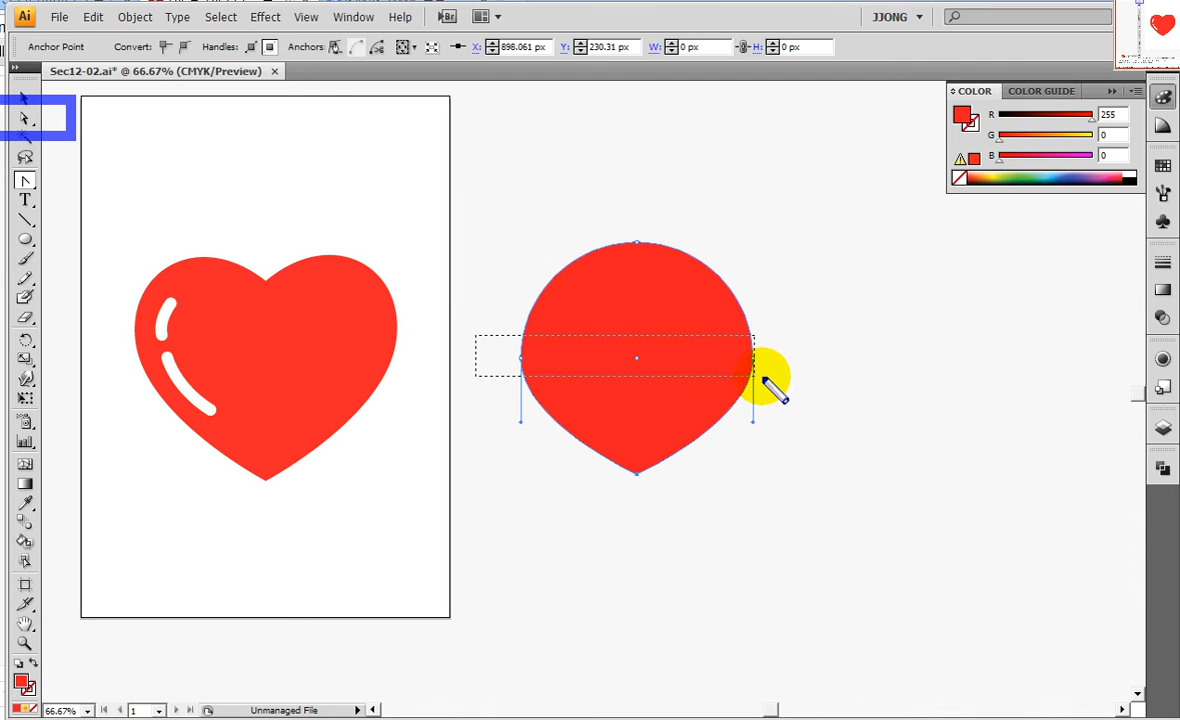 Ai File Edit Object Type Select Effect View Window Help Br JJONG
Anchor Point Convert: Handles: Anchors: X: 898.061 px Y: 230.31 px W: 0 px H: 0 px
Sec12-02.ai* @ 66.67% (CMYK/Preview)
COLOR COLOR GUIDE
R 255
G 0
B 0
T
66.67% 1 Unmanaged File